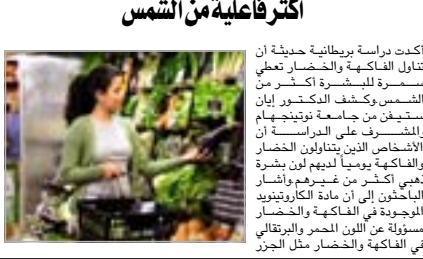 أكثر فاعلية من الشمس
أكدت دراسة بريطانية حديثة أن
تناول الفاكهة والخضار تعطي
سمرة للبشرة أكثر من
الشمس.وكشف الدكتور إيان
ستيفن من جامعة نوتينجهام
والمشرف على الدراسة أن
الأشخاص الذين يتناولون الخضار
والفاكهة يومياً لديهم لون بشرة
ذهبي أكثر من غيرهم.وأشار
الباحثون إلى أن مادة الكاروتينويد
الموجودة في الفاكهة والخضار
مسؤولة عن اللون المحمر والبرتقالي
في الفاكهة والخضار مثل الجزر